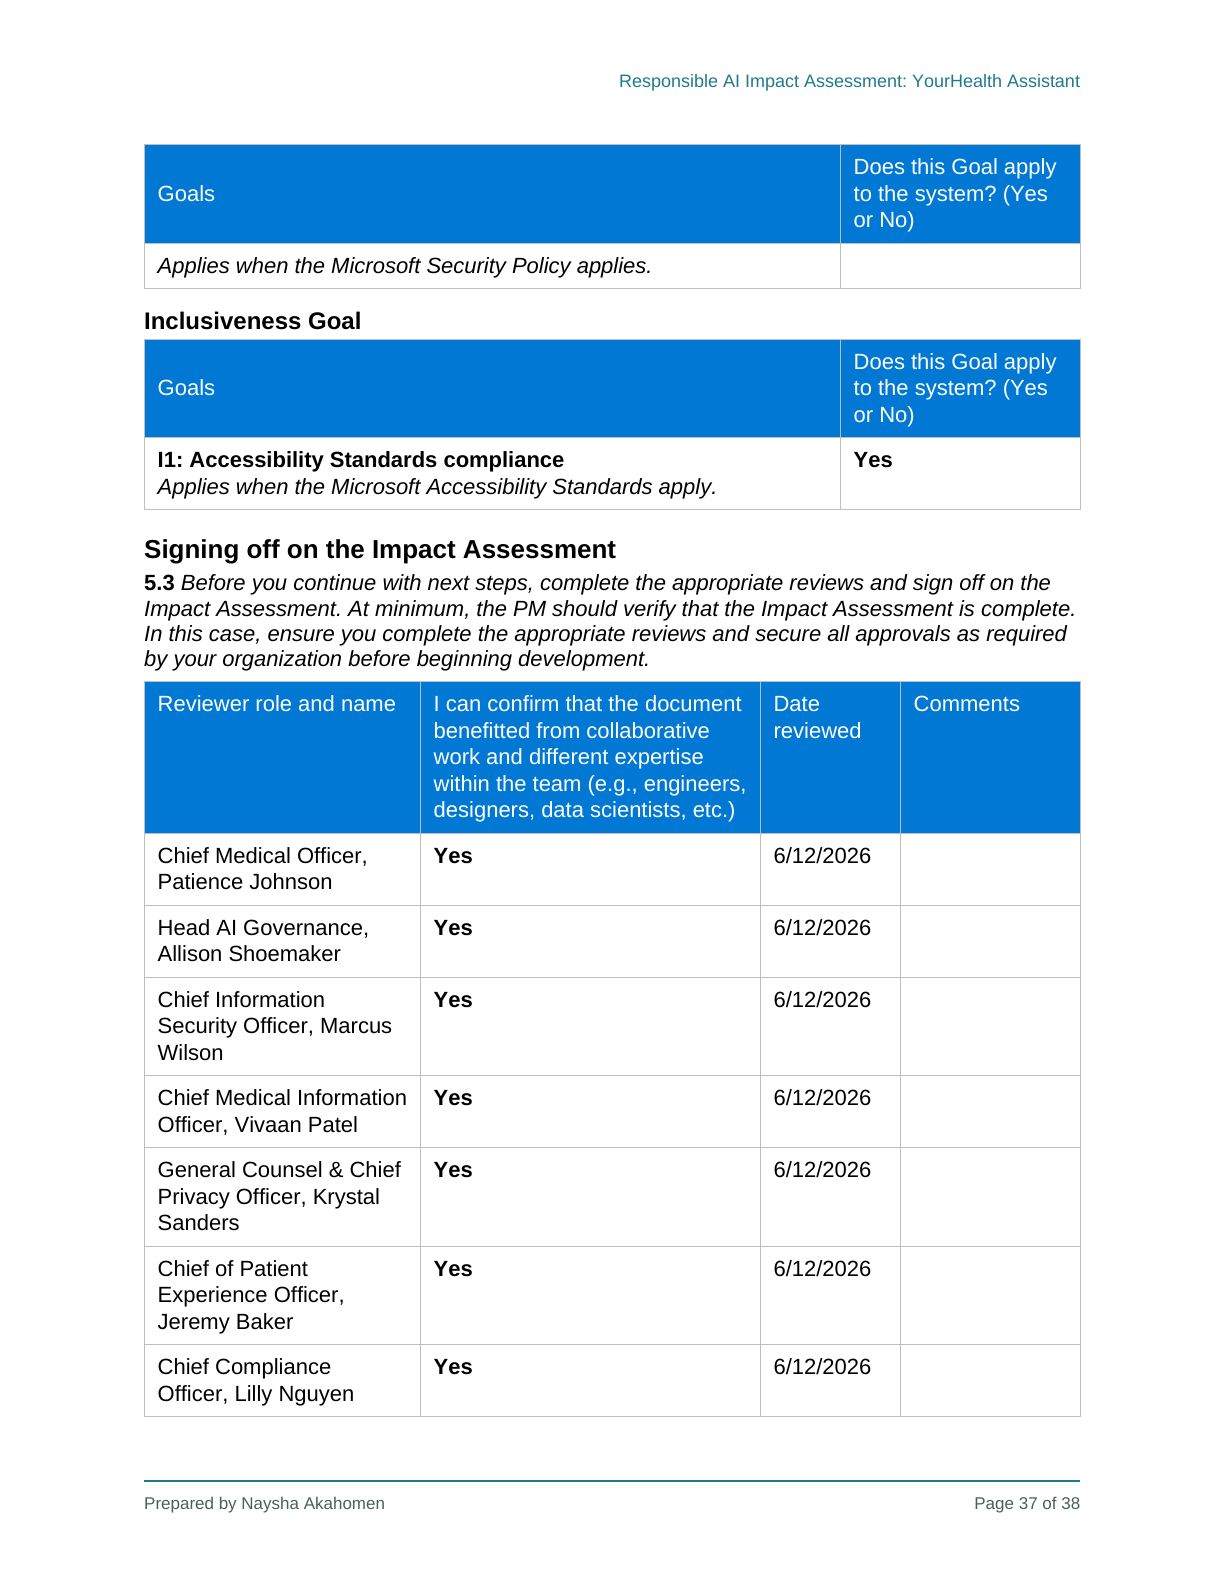 Responsible AI Impact Assessment: YourHealth Assistant
Goals
Does this Goal apply
to the system? (Yes
or No)
Applies when the Microsoft Security Policy applies.
Inclusiveness Goal
Goals
Does this Goal apply
to the system? (Yes
or No)
I1: Accessibility Standards compliance
Applies when the Microsoft Accessibility Standards apply.
Yes
Signing off on the Impact Assessment
5.3 Before you continue with next steps, complete the appropriate reviews and sign off on the
Impact Assessment. At minimum, the PM should verify that the Impact Assessment is complete.
In this case, ensure you complete the appropriate reviews and secure all approvals as required
by your organization before beginning development.
Reviewer role and name
I can confirm that the document
benefitted from collaborative
work and different expertise
within the team (e.g., engineers,
designers, data scientists, etc.)
Date
reviewed
Comments
Chief Medical Officer,
Patience Johnson
Yes
6/12/2026
Head AI Governance,
Allison Shoemaker
Yes
6/12/2026
Chief Information
Security Officer, Marcus
Wilson
Yes
6/12/2026
Chief Medical Information
Officer, Vivaan Patel
Yes
6/12/2026
General Counsel & Chief
Privacy Officer, Krystal
Sanders
Yes
6/12/2026
Chief of Patient
Experience Officer,
Jeremy Baker
Yes
6/12/2026
Chief Compliance
Officer, Lilly Nguyen
Yes
6/12/2026
Prepared by Naysha Akahomen
Page 37 of 38